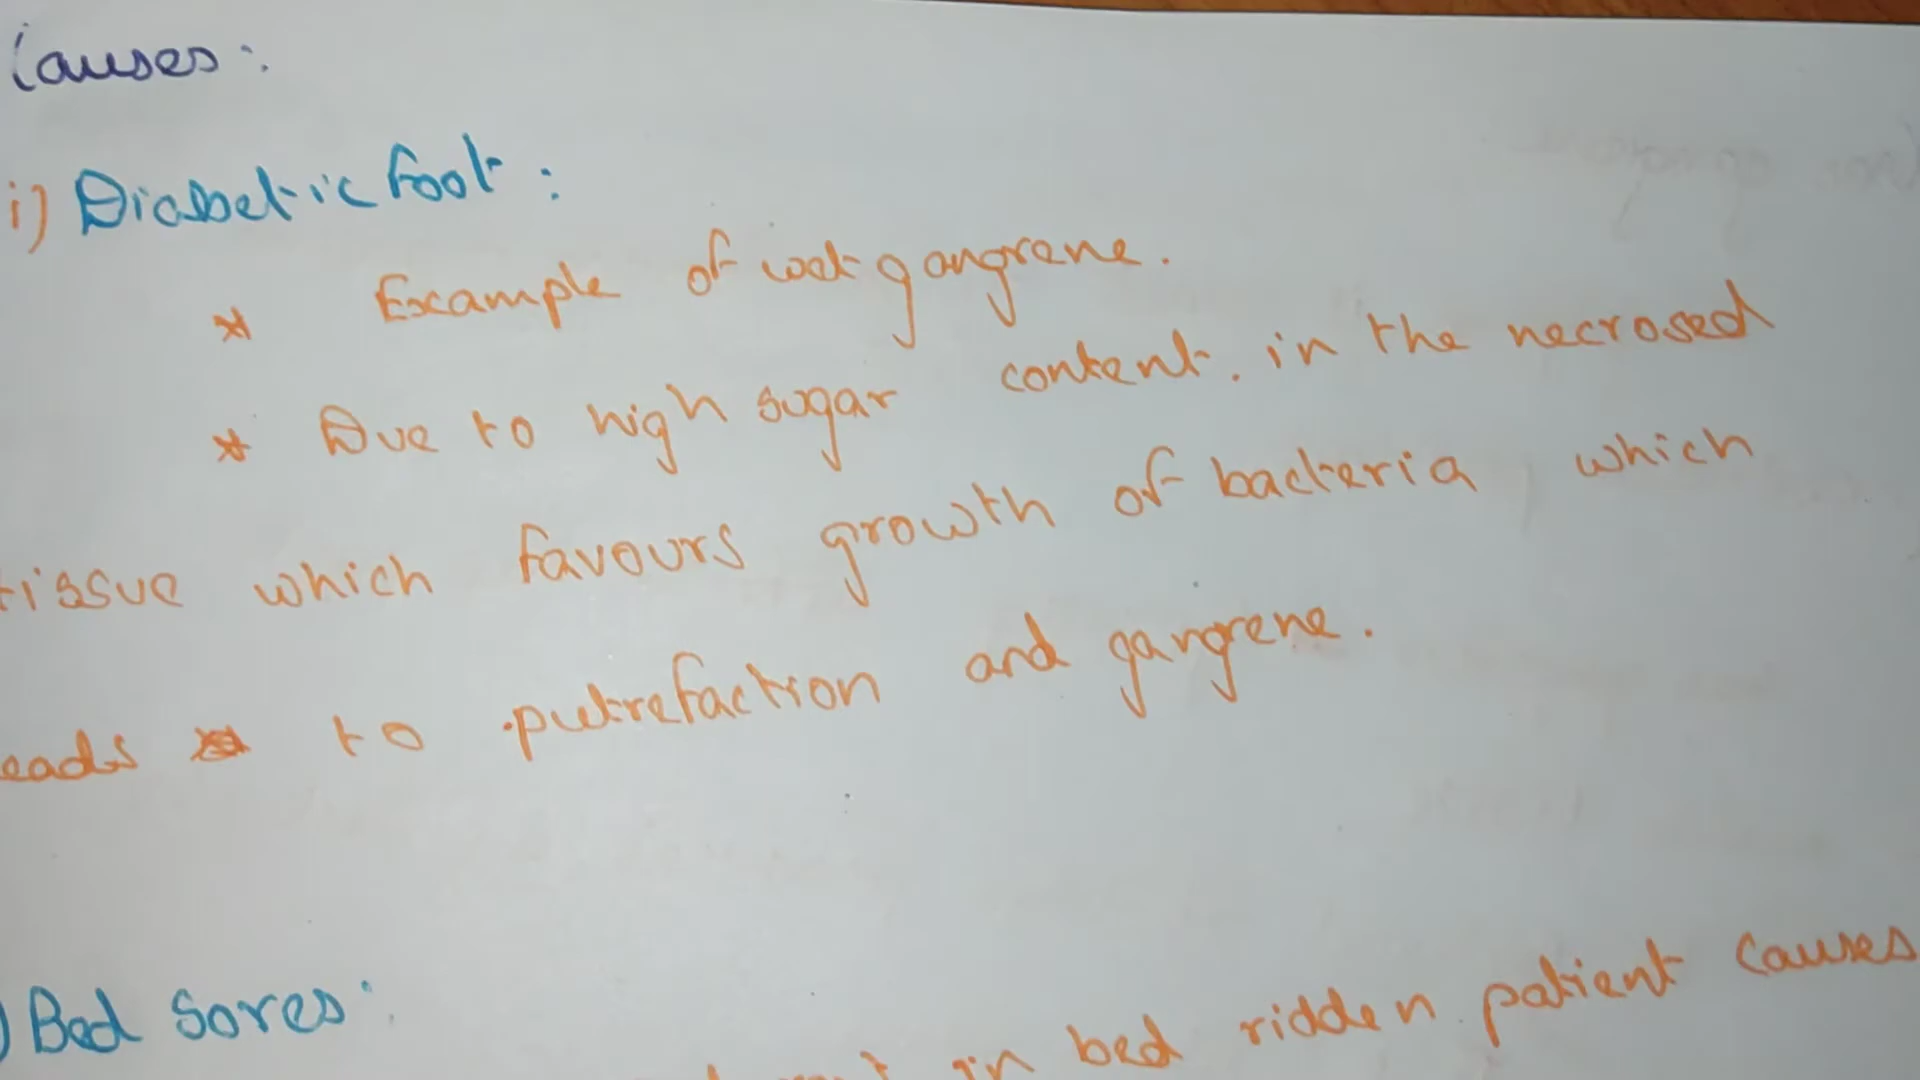 Causes:
i) Diabetic foot:
* Example of wet gangrene.
* Due to high sugar content. in the necrosed
tissue which favours growth of bacteria which
eads to putrefaction and gangrene.
) Bed Sores:
in bed ridden patient causes